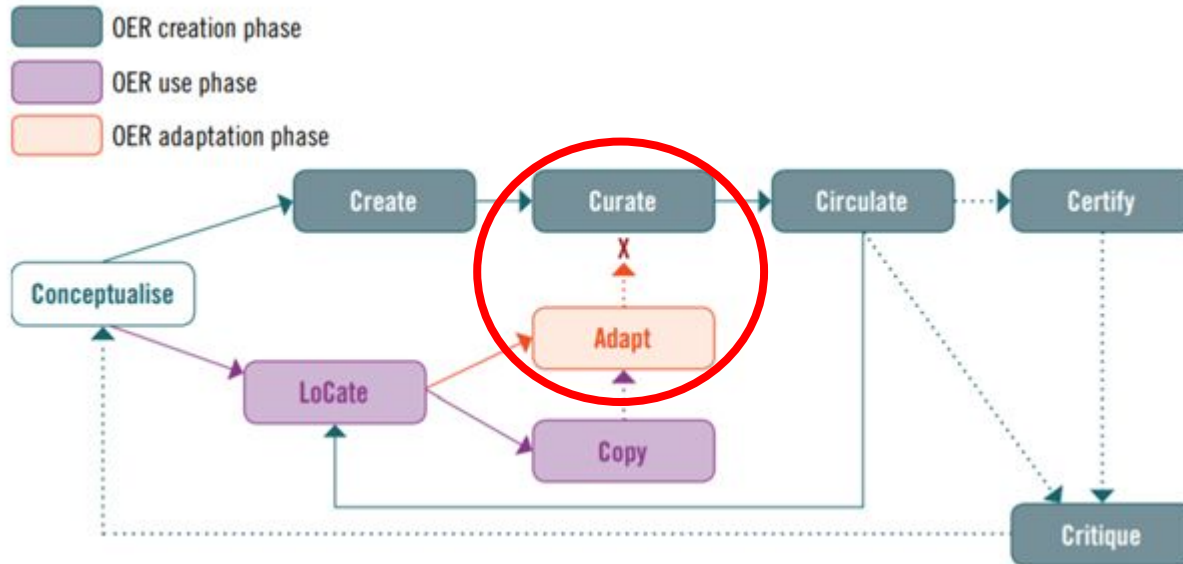 OER creation phase
OER use phase
OER adaptation phase
Create
Curate
Circulate
Certify
X
Conceptualise
Adapt
LoCate
Copy
Critique